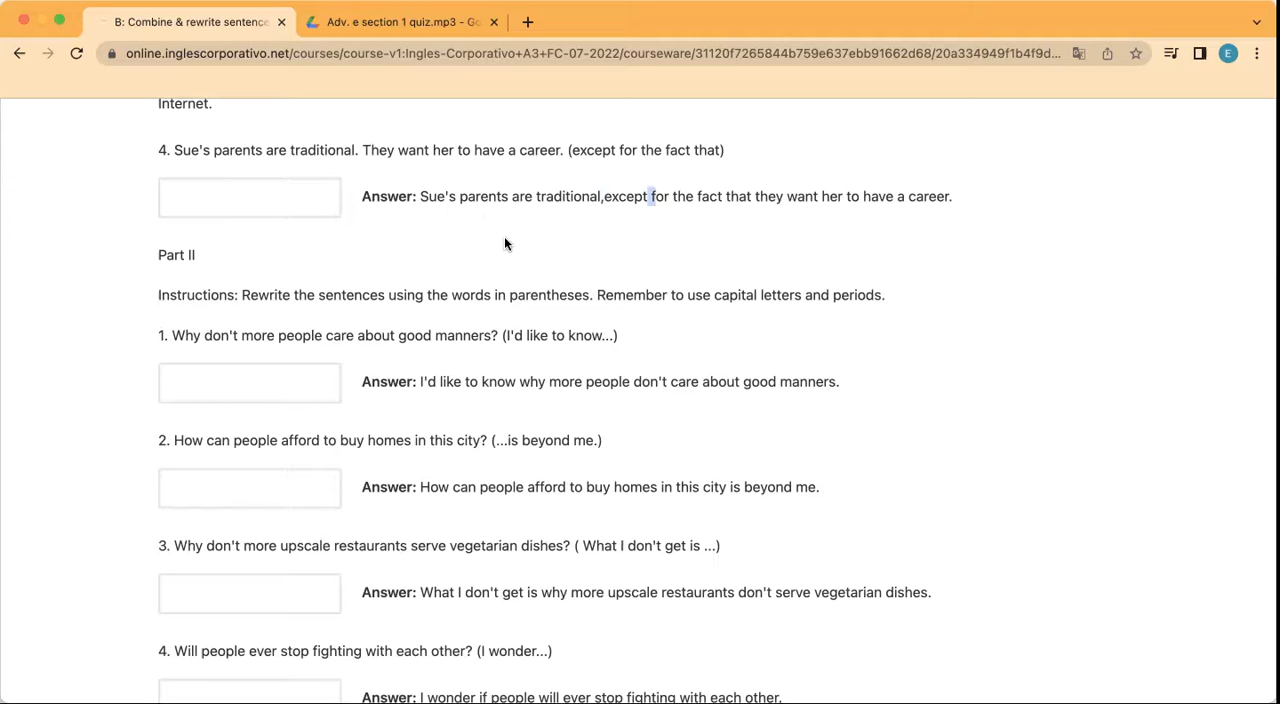 B: Combine & rewrite sentence
Adv. e section 1 quiz.mp3 - Go
online.inglescorporativo.net/courses/course-v1:Ingles-Corporativo+A3+FC-07-2022/courseware/31120f7265844b759e637ebb91662d68/20a334949f1b4f9d...
E
Internet.
4. Sue's parents are traditional. They want her to have a career. (except for the fact that)
Answer: Sue's parents are traditional,except for the fact that they want her to have a career.
Part II
Instructions: Rewrite the sentences using the words in parentheses. Remember to use capital letters and periods.
1. Why don't more people care about good manners? (I'd like to know...)
Answer: I'd like to know why more people don't care about good manners.
2. How can people afford to buy homes in this city? (...is beyond me.)
Answer: How can people afford to buy homes in this city is beyond me.
3. Why don't more upscale restaurants serve vegetarian dishes? ( What I don't get is ...)
Answer: What I don't get is why more upscale restaurants don't serve vegetarian dishes.
4. Will people ever stop fighting with each other? (I wonder...)
Answer: I wonder if people will ever stop fighting with each other.